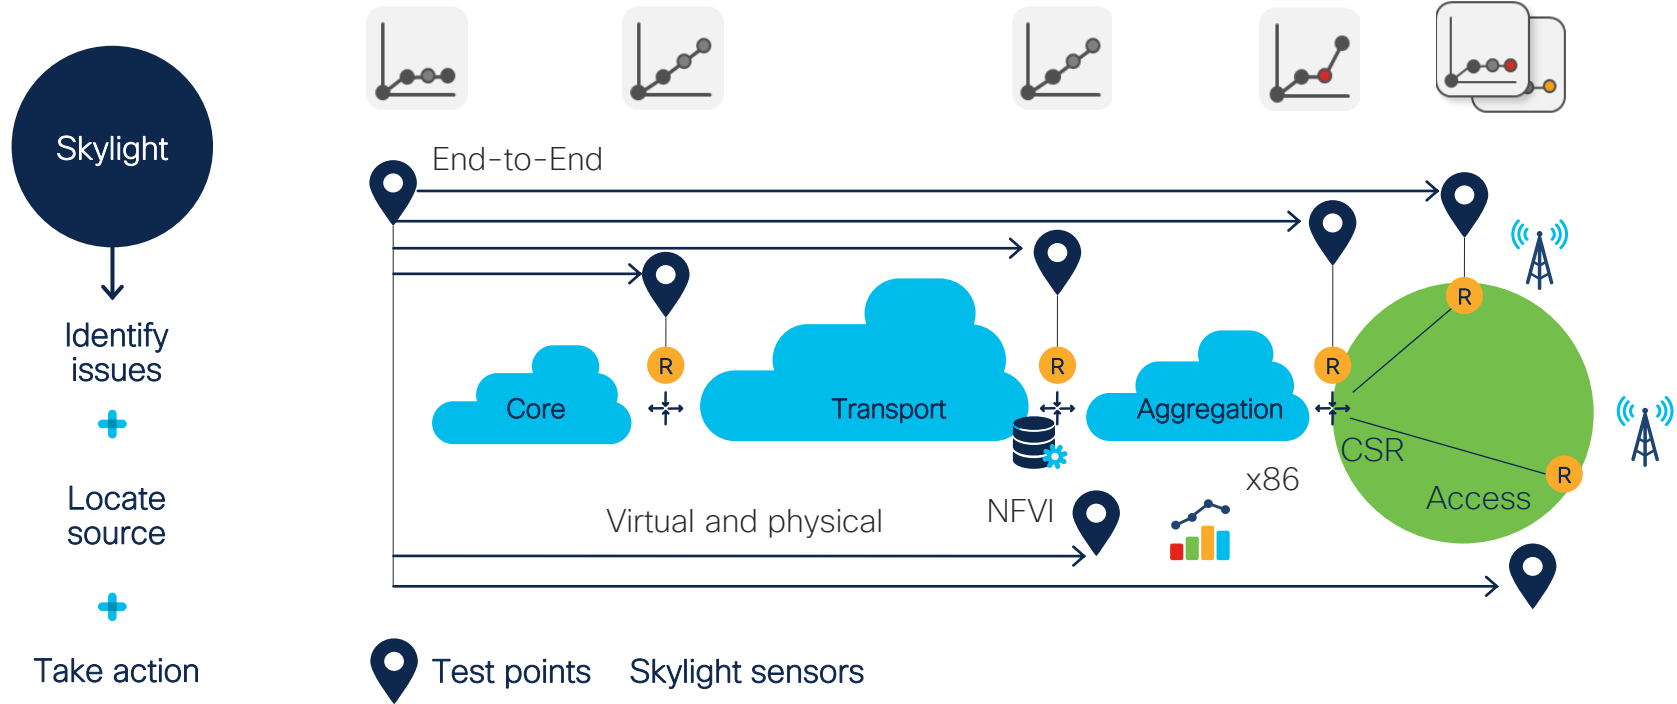 Skylight
Identify
issues
Locate
source
Take action
End-to-End
R
R
R
R
R
Core
Transport
Aggregation
CSR
Access
x86
NFVI
Virtual and physical
Test points
Skylight sensors